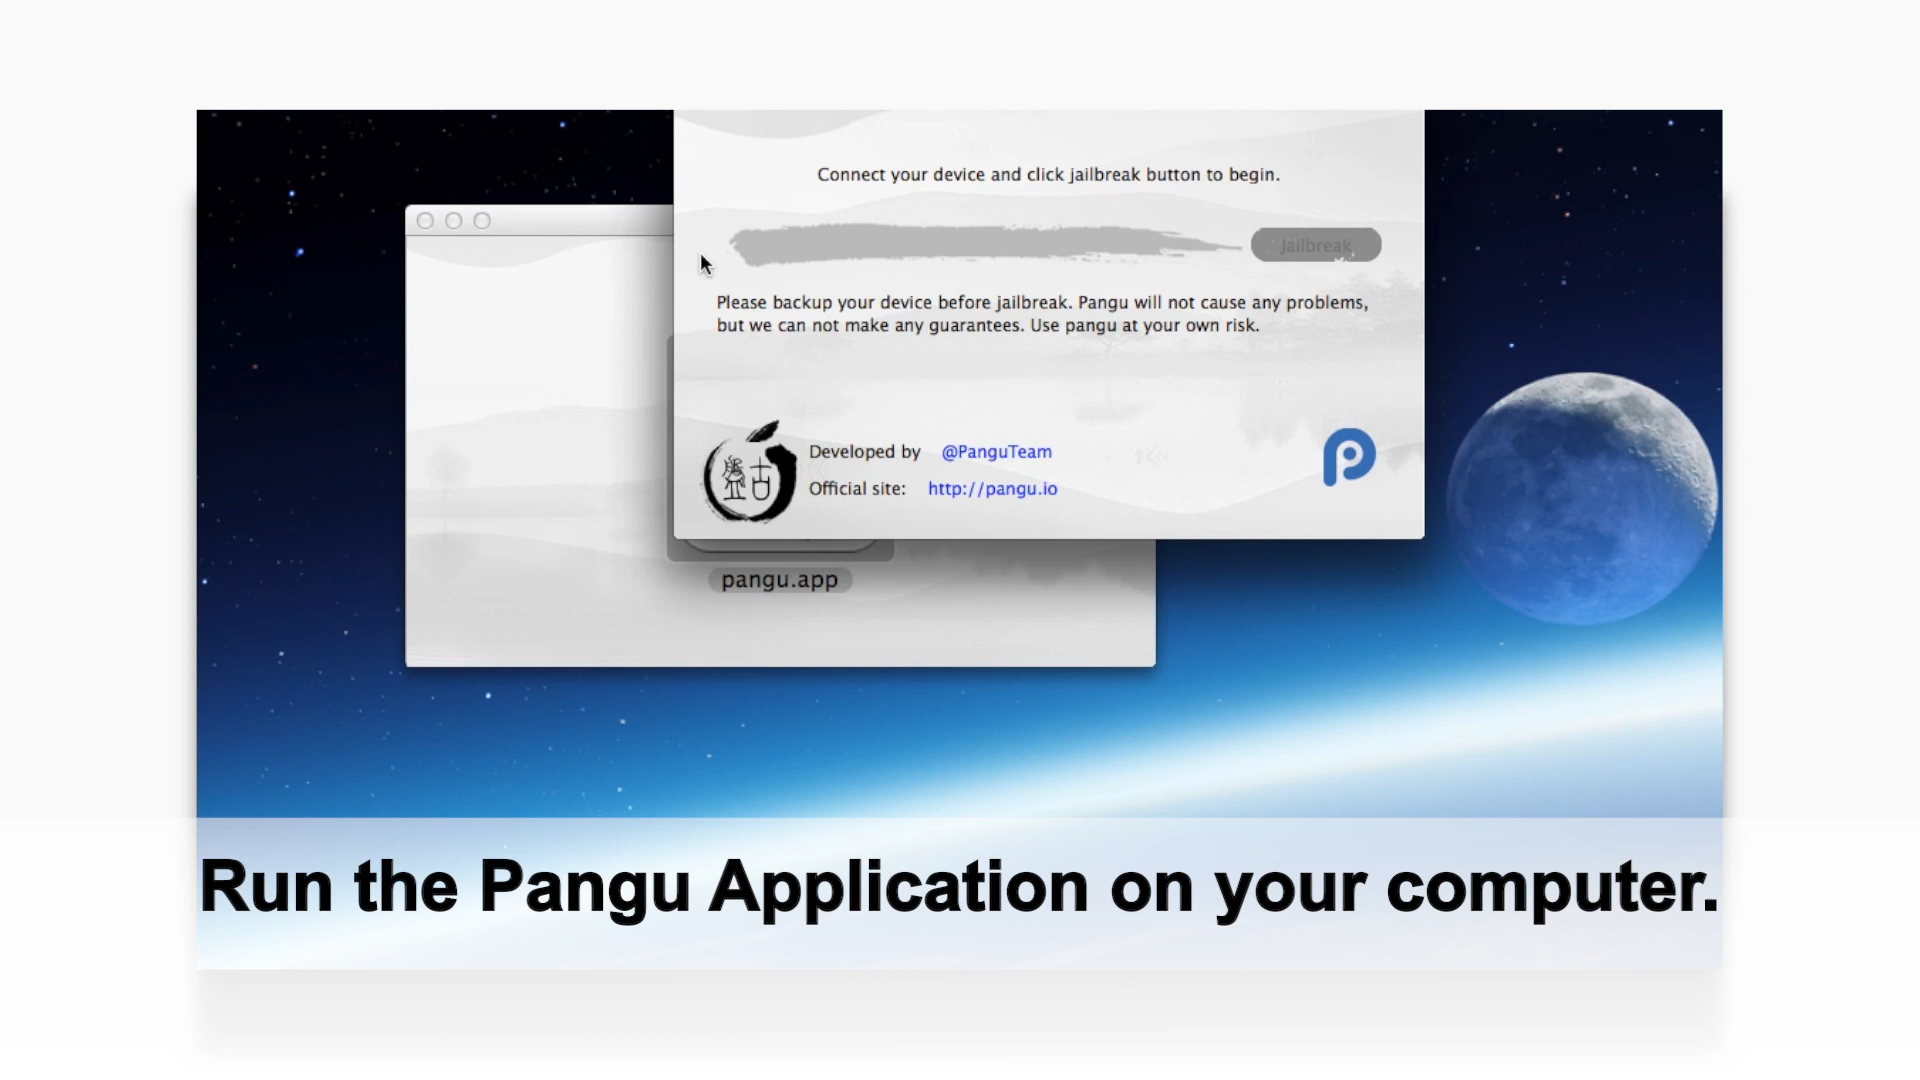 Connect your device and click jailbreak button to begin.
Jailbreak
Please backup your device before jailbreak. Pangu will not cause any problems,
but we can not make any guarantees. Use pangu at your own risk.
盤古
Developed by @PanguTeam
Official site: http://pangu.io
pangu.app
Run the Pangu Application on your computer.